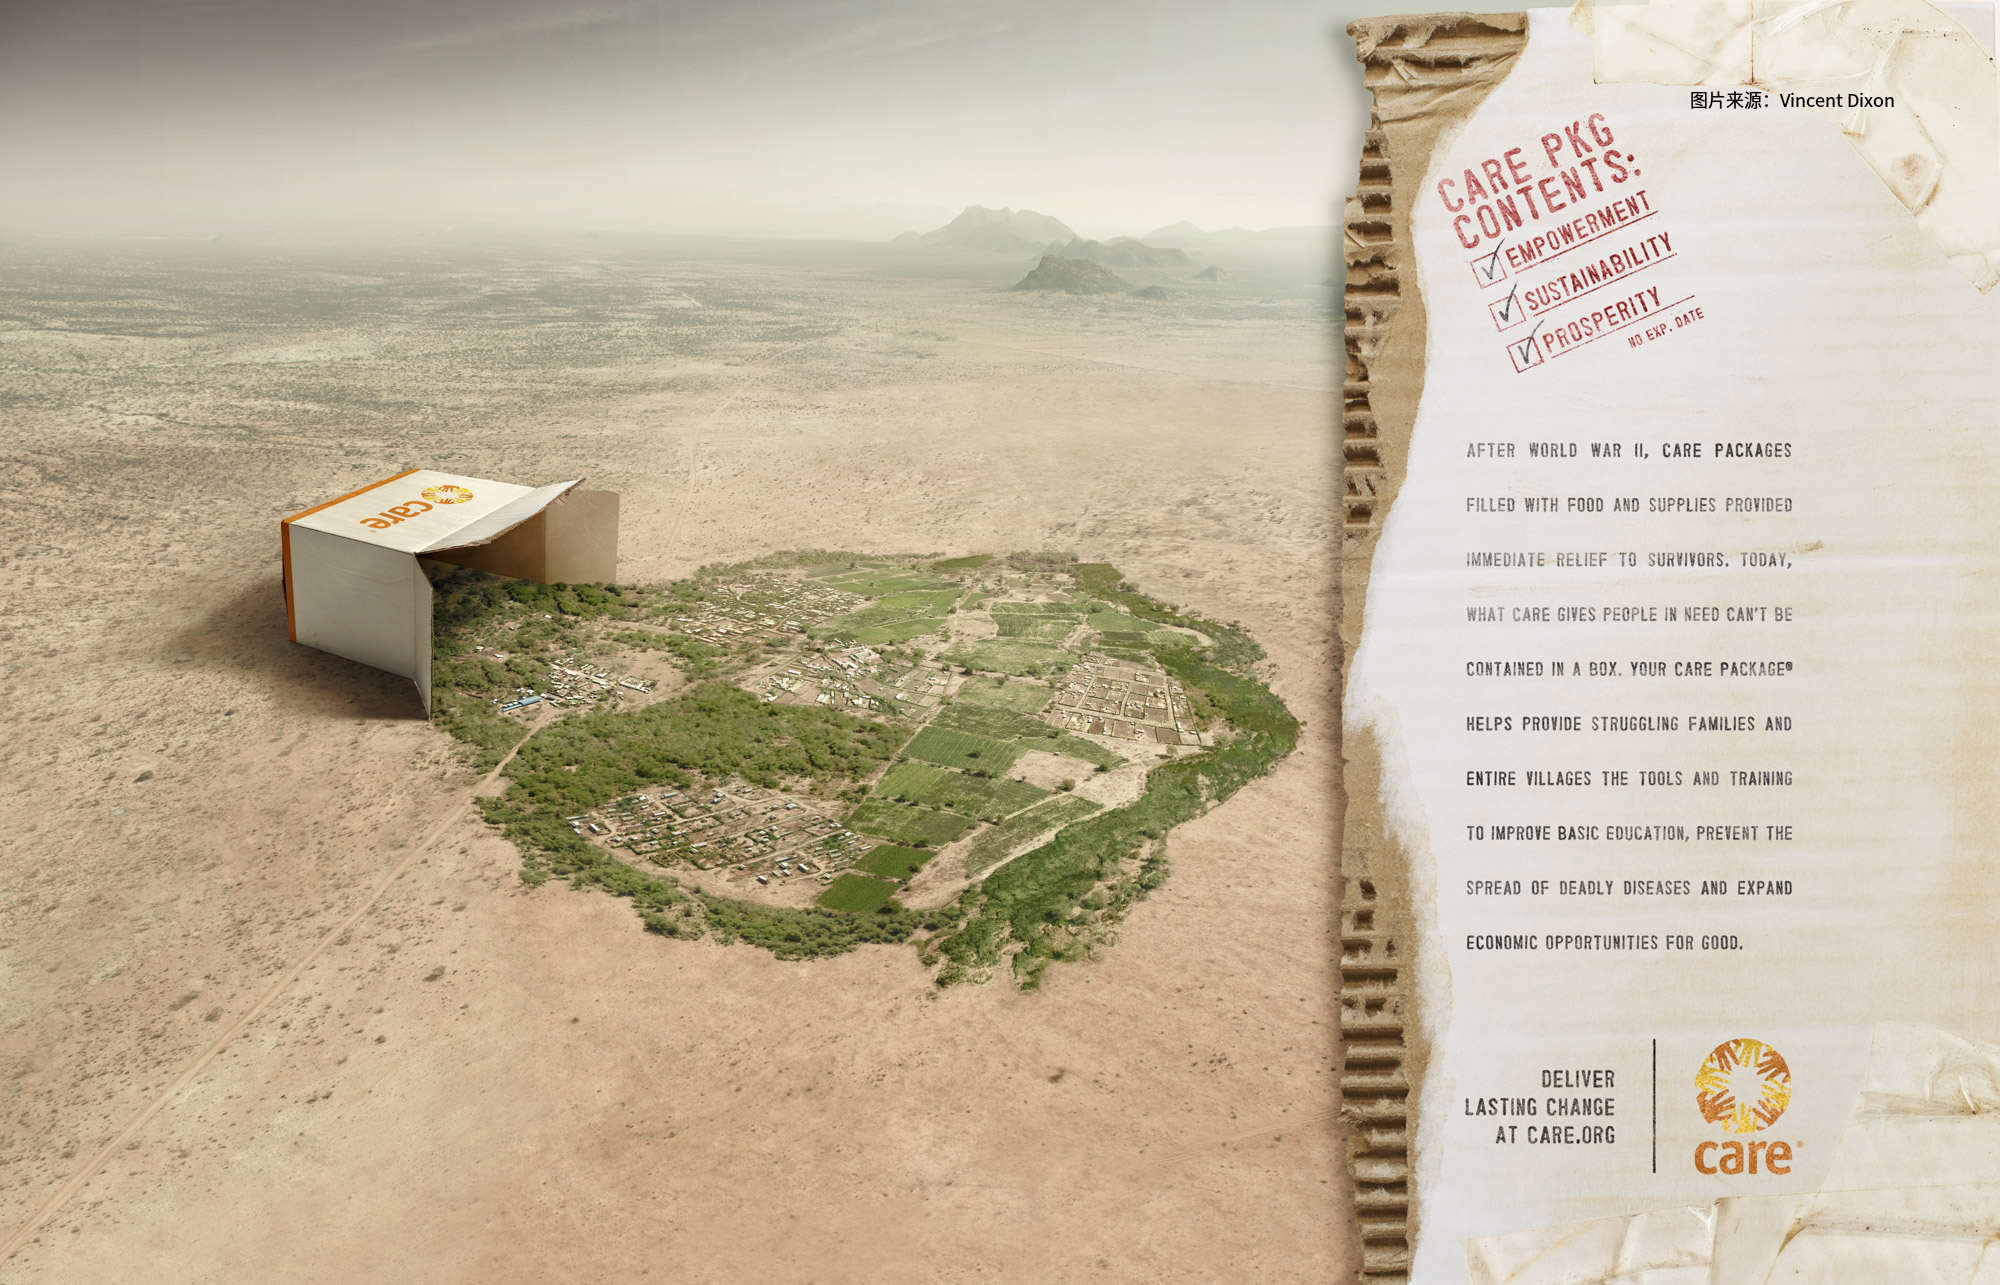 图片来源：Vincent Dixon
CARE PKG
CONTENTS:
EMPOWERMENT
SUSTAINABILITY
PROSPERITY
NO EXP. DATE
care
AFTER WORLD WAR II, CARE PACKAGES
FILLED WITH FOOD AND SUPPLIES PROVIDED
IMMEDIATE RELIEF TO SURVIVORS. TODAY,
WHAT CARE GIVES PEOPLE IN NEED CAN'T BE
CONTAINED IN A BOX. YOUR CARE PACKAGE®
HELPS PROVIDE STRUGGLING FAMILIES AND
ENTIRE VILLAGES THE TOOLS AND TRAINING
TO IMPROVE BASIC EDUCATION, PREVENT THE
SPREAD OF DEADLY DISEASES AND EXPAND
ECONOMIC OPPORTUNITIES FOR GOOD.
DELIVER
LASTING CHANGE
AT CARE.ORG
care®